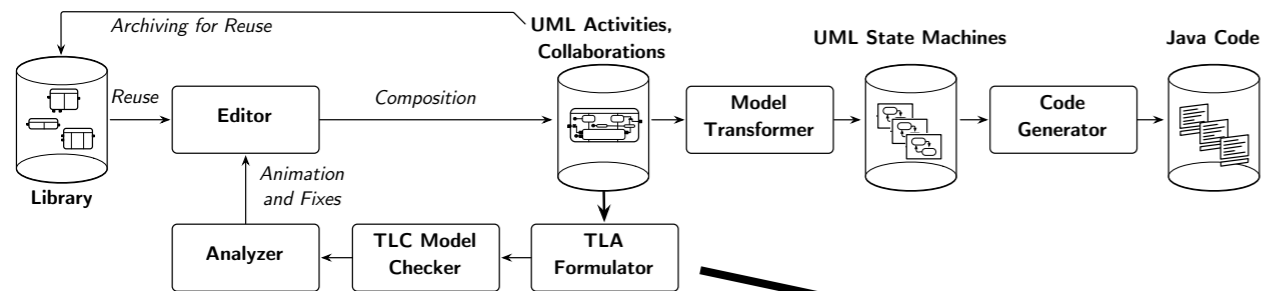 Archiving for Reuse
UML Activities,
Collaborations
UML State Machines
Java Code
Reuse
Editor
Composition
Model
Transformer
Code
Generator
Library
Animation
and Fixes
Analyzer
TLC Model
Checker
TLA
Formulator